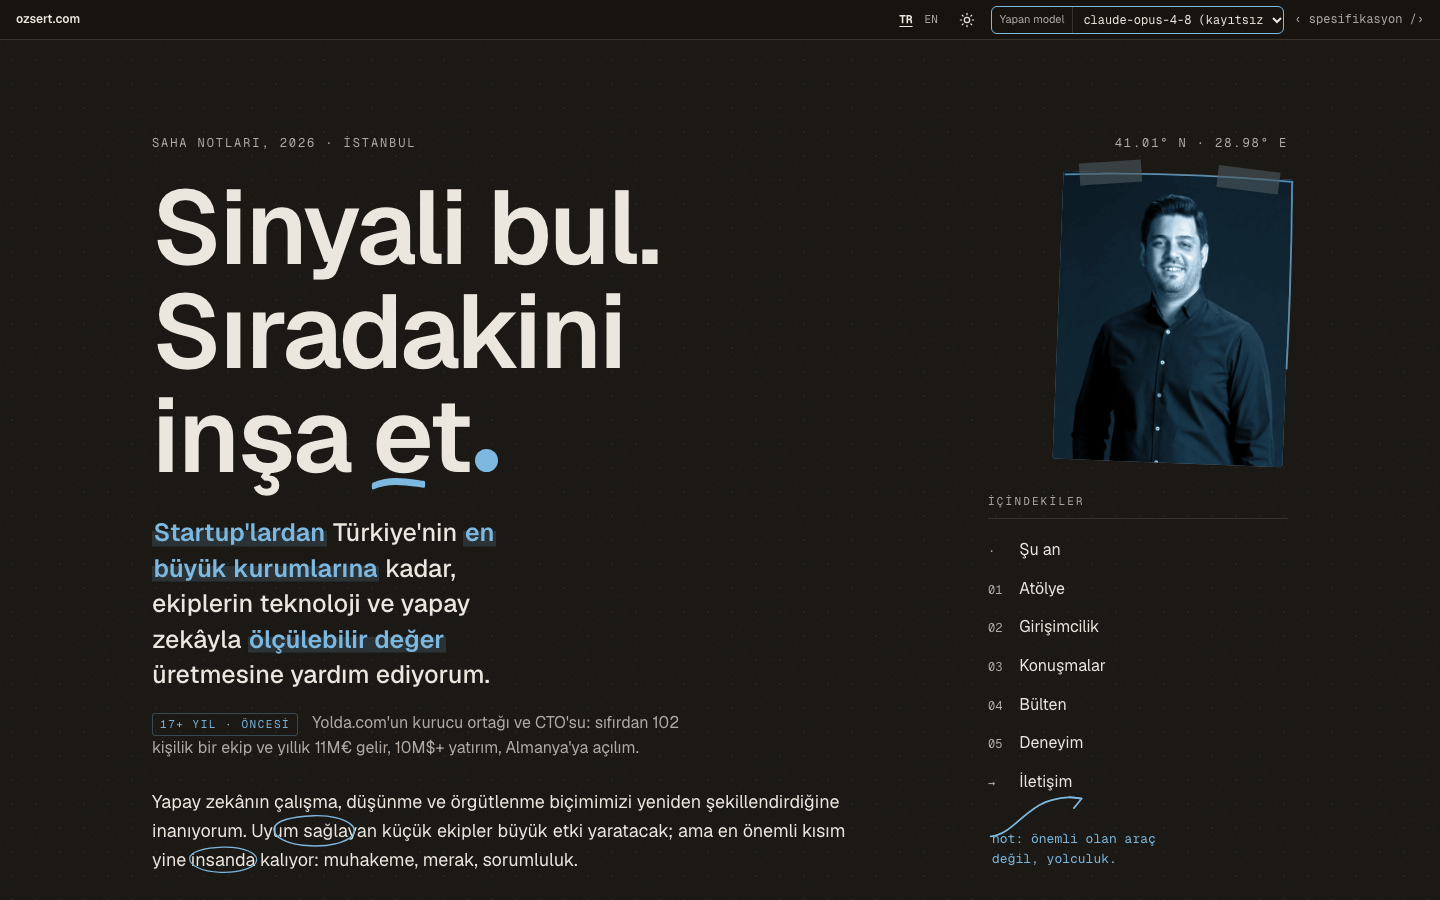 ozsert.com
TR EN
Yapan model claude-opus-4-8 (kayıtsız
‹ spesifikasyon /›
SAHA NOTLARI, 2026 · İSTANBUL
Sinyali bul.
Sıradakini
inşa et.
Startup'lardan Türkiye'nin en
büyük kurumlarına kadar,
ekiplerin teknoloji ve yapay
zekâyla ölçülebilir değer
üretmesine yardım ediyorum.
17+ YIL · ÖNCESİ Yolda.com'un kurucu ortağı ve CTO'su: sıfırdan 102
kişilik bir ekip ve yıllık 11M€ gelir, 10M$+ yatırım, Almanya'ya açılım.
Yapay zekânın çalışma, düşünme ve örgütlenme biçimimizi yeniden şekillendirdiğine
inanıyorum. Uyum sağlayan küçük ekipler büyük etki yaratacak; ama en önemli kısım
yine insanda kalıyor: muhakeme, merak, sorumluluk.
41.01° N · 28.98° E
İÇİNDEKİLER
· Şu an
01 Atölye
02 Girişimcilik
03 Konuşmalar
04 Bülten
05 Deneyim
→ İletişim
not: önemli olan araç
değil, yolculuk.